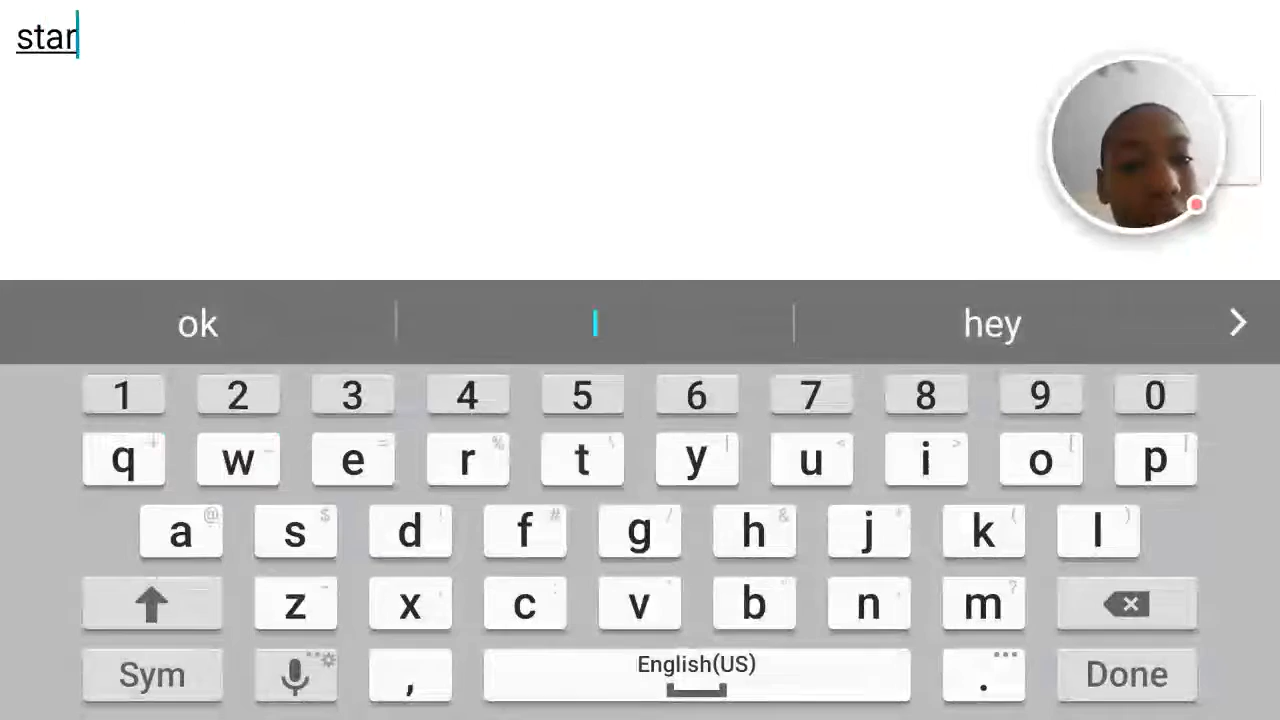 star
ok I hey
1 2 3 4 5 6 7 8 9 0
q w e r t y u i o p
a s d f g h j k l
z x c v b n m
Sym , English(US) . Done